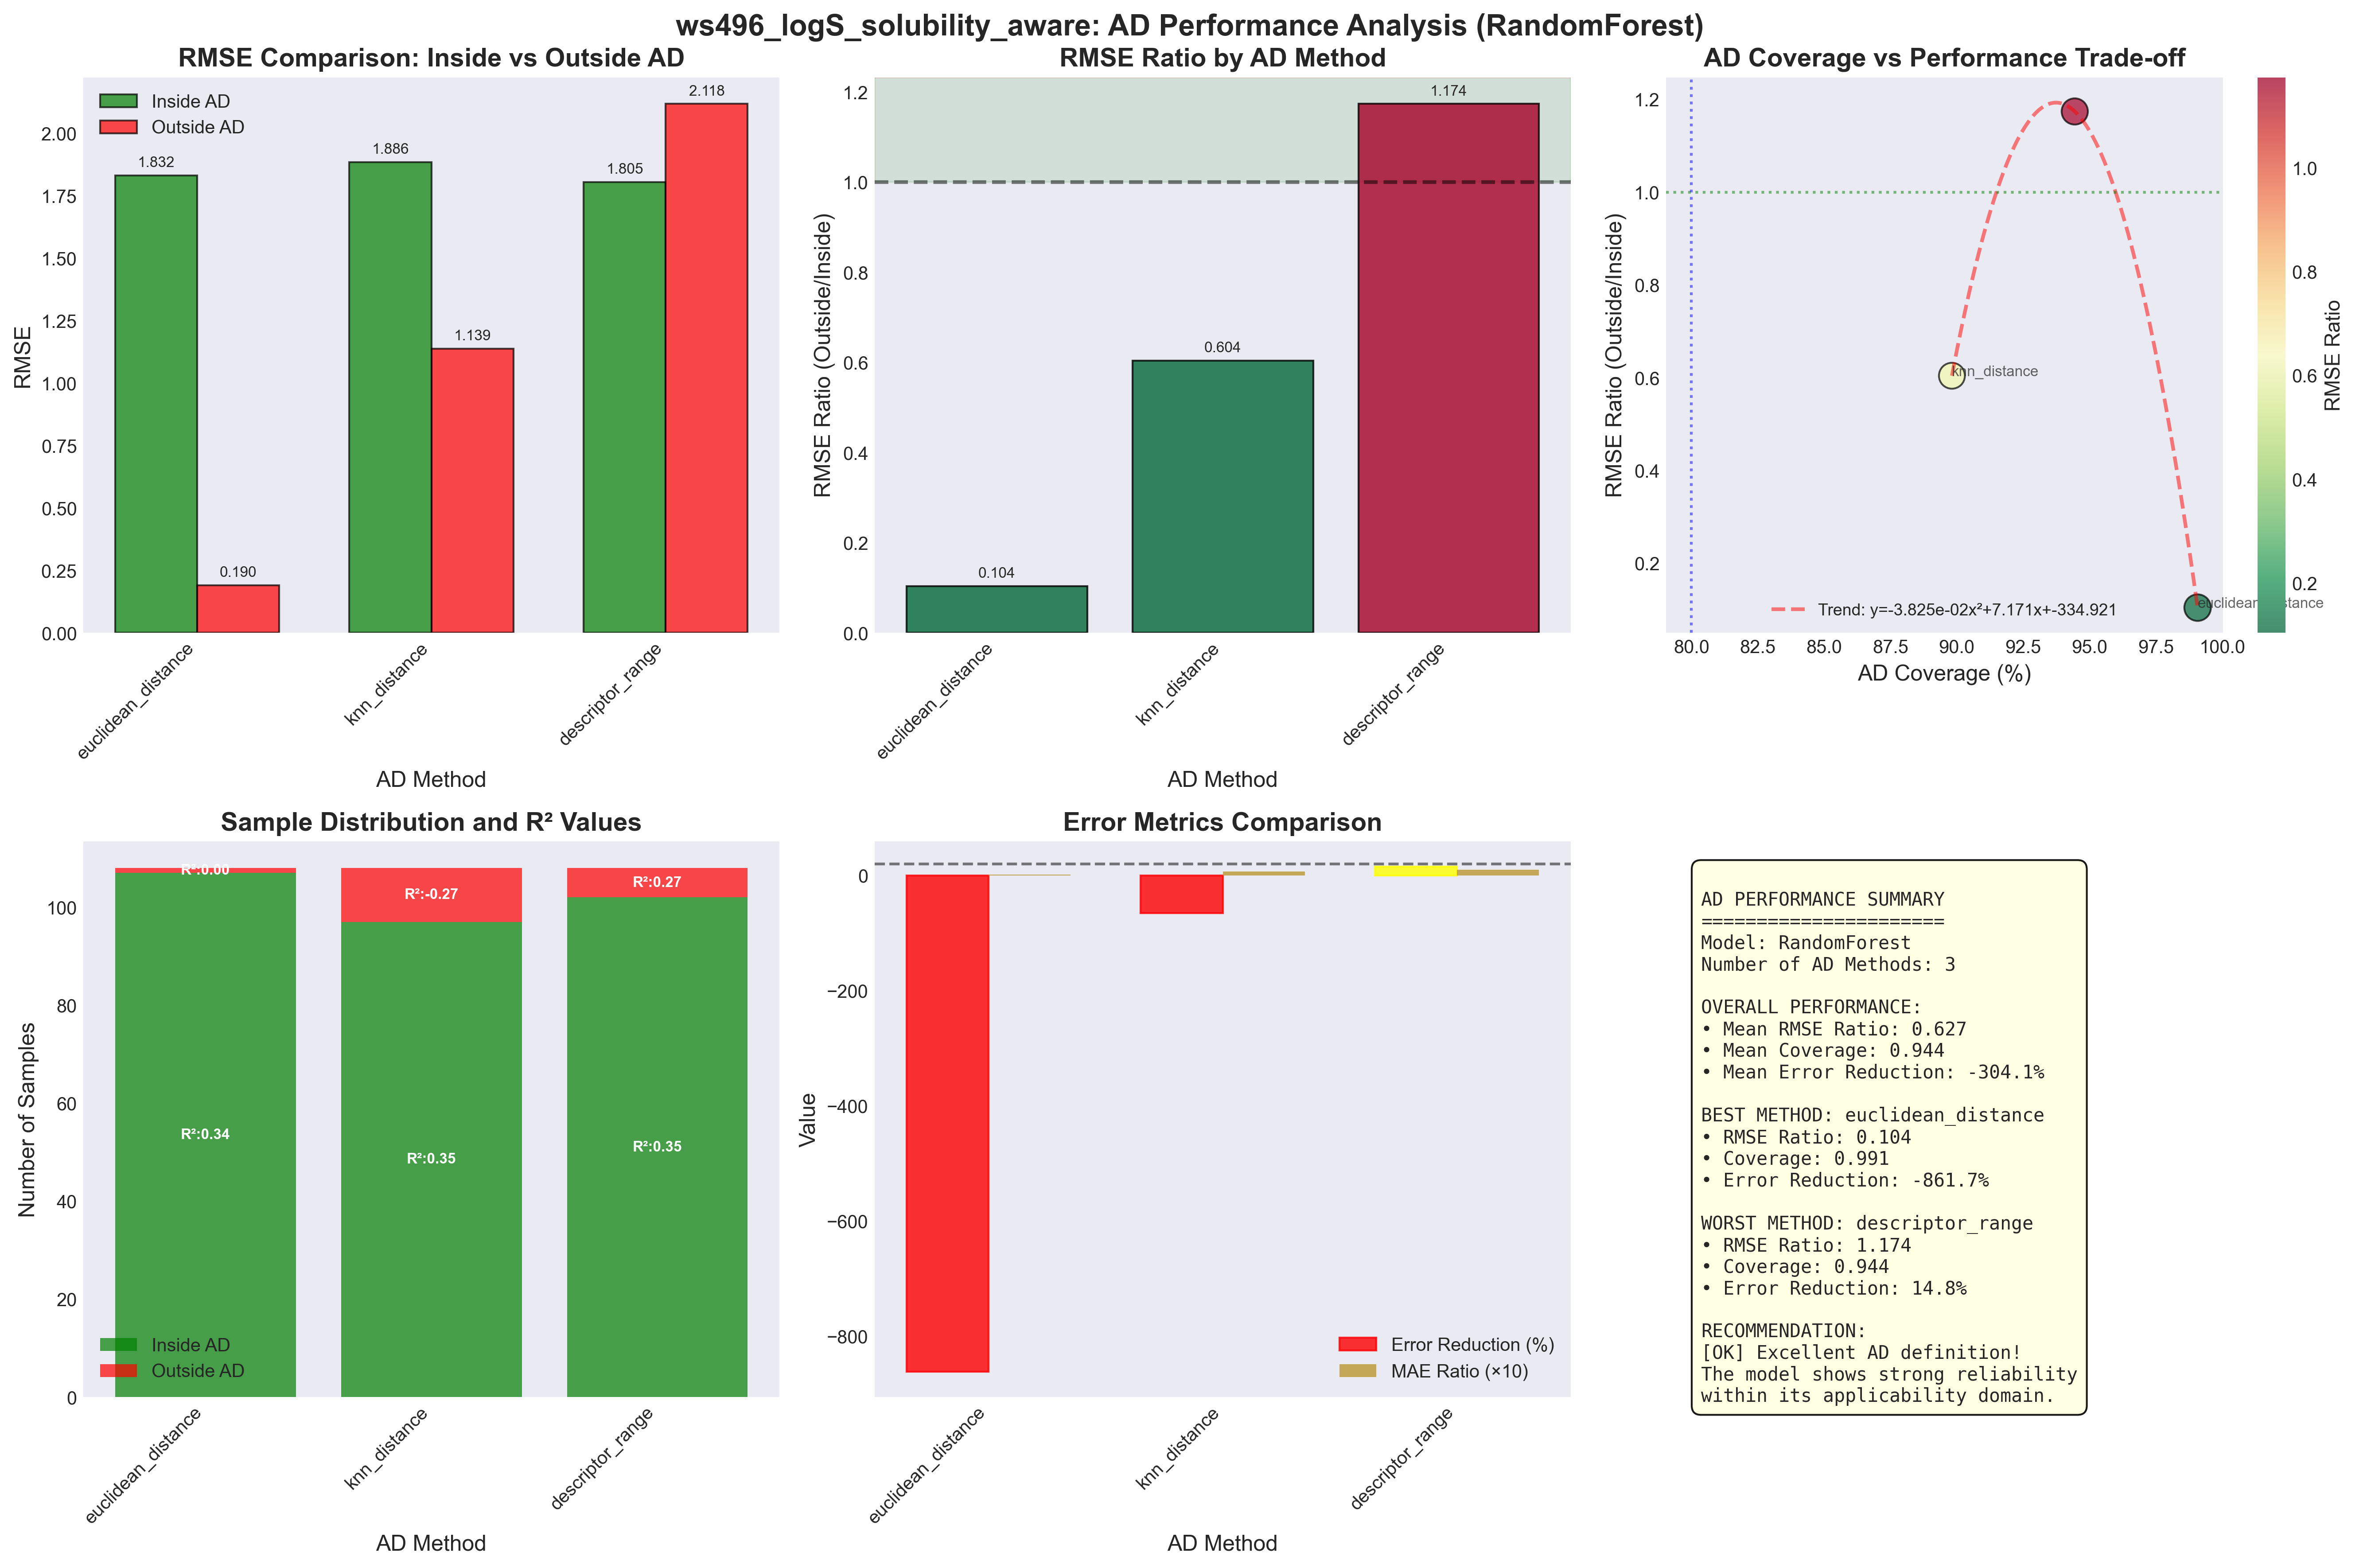 ws496_logS_solubility_aware: AD Performance Analysis (RandomForest)
RMSE Comparison: Inside vs Outside AD
Inside AD
Outside AD
1.832
0.190
1.886
1.139
1.805
2.118
RMSE
2.00
1.75
1.50
1.25
1.00
0.75
0.50
0.25
0.00
euclidean_distance
knn_distance
descriptor_range
AD Method
RMSE Ratio by AD Method
RMSE Ratio (Outside/Inside)
1.2
1.0
0.8
0.6
0.4
0.2
0.0
0.104
0.604
1.174
euclidean_distance
knn_distance
descriptor_range
AD Method
AD Coverage vs Performance Trade-off
RMSE Ratio (Outside/Inside)
1.2
1.0
0.8
0.6
0.4
0.2
knn_distance
Trend: y=-3.825e-02x²+7.171x+-334.921
euclidean_distance
80.0
82.5
85.0
87.5
90.0
92.5
95.0
97.5
100.0
AD Coverage (%)
1.0
0.8
0.6
0.4
0.2
RMSE Ratio
Sample Distribution and R² Values
Number of Samples
100
80
60
40
20
0
R²:0.00
R²:0.34
R²:-0.27
R²:0.35
R²:0.27
R²:0.35
Inside AD
Outside AD
euclidean_distance
knn_distance
descriptor_range
AD Method
Error Metrics Comparison
Value
0
−200
−400
−600
−800
Error Reduction (%)
MAE Ratio (×10)
euclidean_distance
knn_distance
descriptor_range
AD Method
AD PERFORMANCE SUMMARY
======================
Model: RandomForest
Number of AD Methods: 3
OVERALL PERFORMANCE:
• Mean RMSE Ratio: 0.627
• Mean Coverage: 0.944
• Mean Error Reduction: -304.1%
BEST METHOD: euclidean_distance
• RMSE Ratio: 0.104
• Coverage: 0.991
• Error Reduction: -861.7%
WORST METHOD: descriptor_range
• RMSE Ratio: 1.174
• Coverage: 0.944
• Error Reduction: 14.8%
RECOMMENDATION:
[OK] Excellent AD definition!
The model shows strong reliability
within its applicability domain.